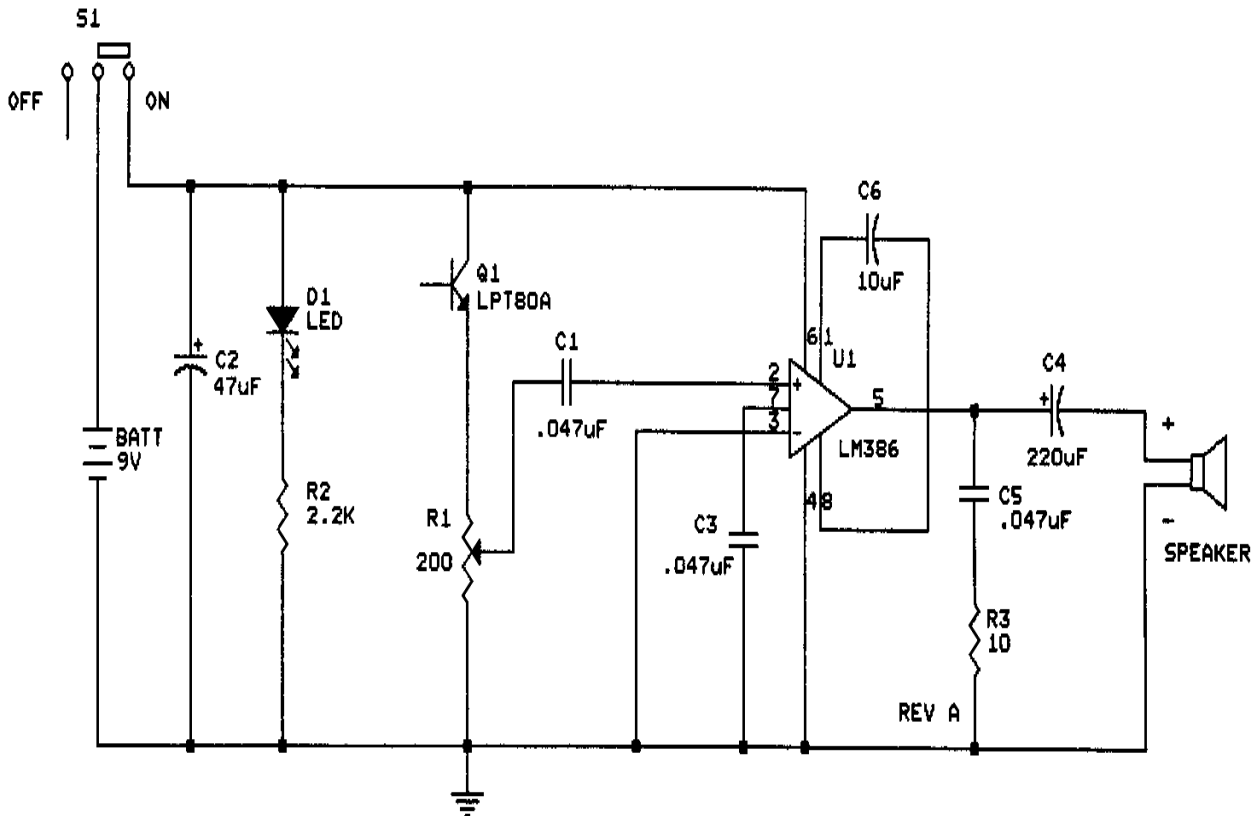 S1
OFF
ON
C6
10uF
Q1
LPT80A
D1
LED
C1
.047uF
6
1
U1
C2
47uF
2
+
7
3
-
5
LM386
C4
+
220uF
+
BATT
9V
R2
2.2K
R1
200
4
8
C3
.047uF
C5
.047uF
-
SPEAKER
R3
10
REV A
+